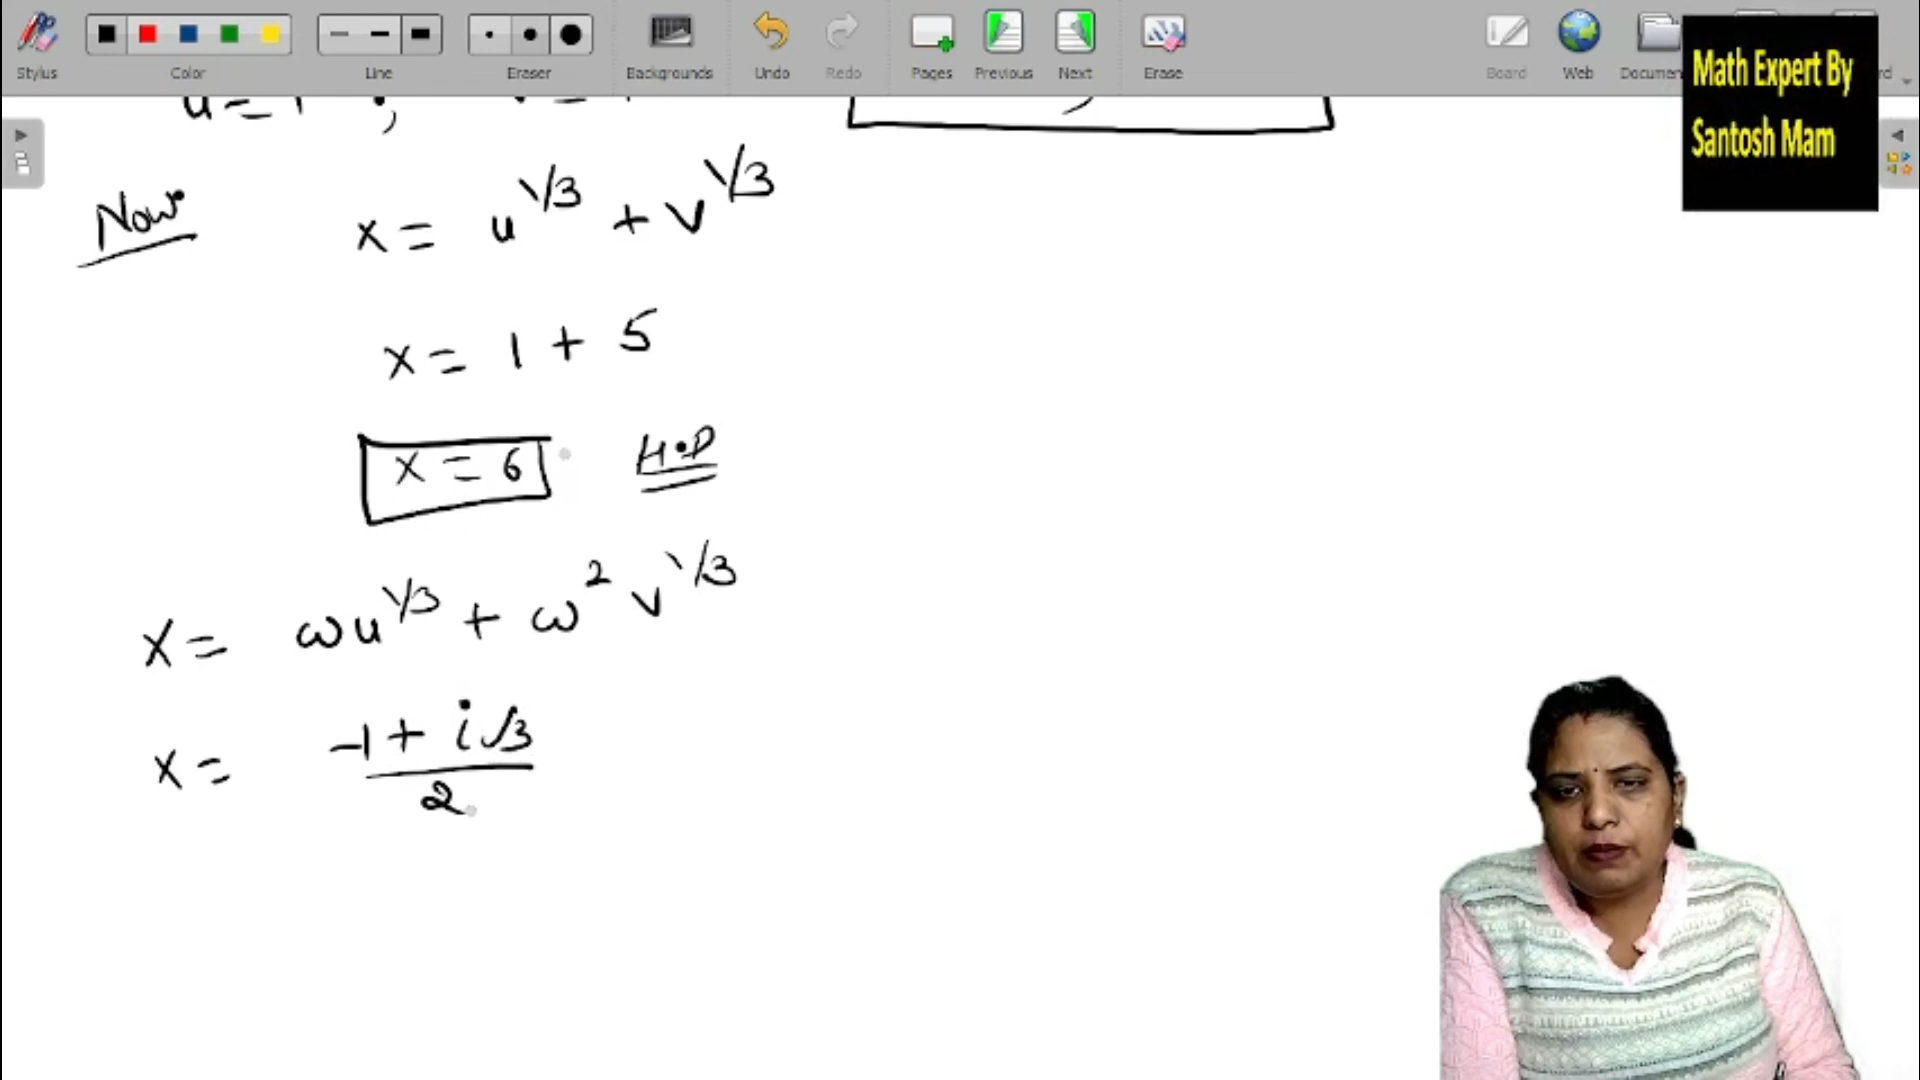 Stylus Color Line Eraser Backgrounds Undo Redo Pages Previous Next Erase Board Web
Math Expert By
Santosh Mam
Now x = u^1/3 + v^1/3
x = 1 + 5
x = 6 H.P
x = ωu^1/3 + ω^2 v^1/3
x = -1 + i√3 / 2